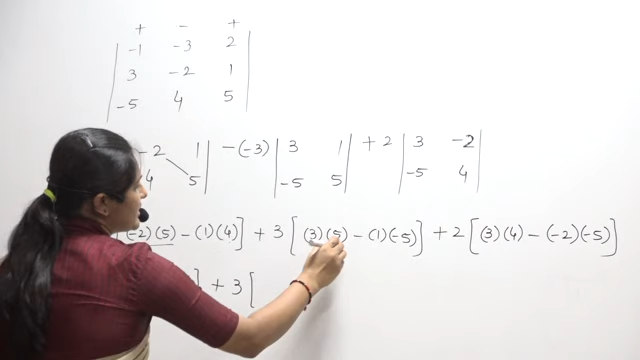 + - +
| -1 -3 2 |
| 3 -2 1 |
| -5 4 5 |
-2 1 | -(-3) | 3 1 | + 2 | 3 -2 |
4 5 | | -5 5 | | -5 4 |
(-2)(5) - (1)(4)] + 3 [(3)(5) - (1)(-5)] + 2 [(3)(4) - (-2)(-5)]
] + 3 [